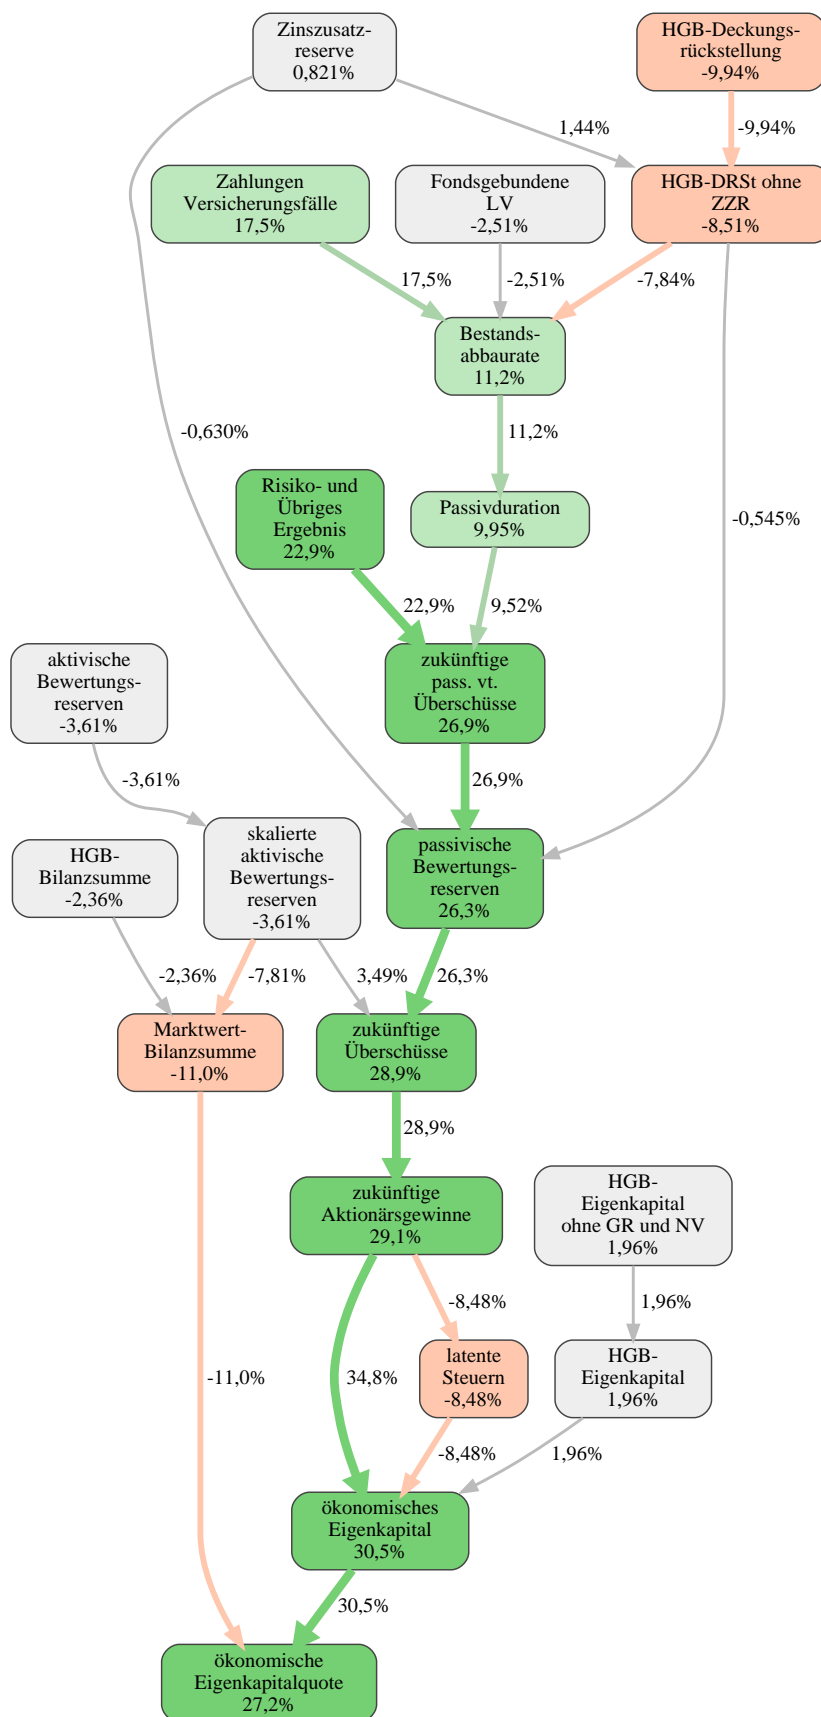 Zinszusatz-
reserve
0,821%
HGB-Deckungs-
rückstellung
-9,94%
1,44%
-9,94%
Zahlungen
Versicherungsfälle
17,5%
Fondsgebundene
LV
-2,51%
HGB-DRSt ohne
ZZR
-8,51%
17,5%
-2,51%
-7,84%
Bestands-
abbaurate
11,2%
-0,630%
11,2%
Risiko- und
Übriges
Ergebnis
22,9%
Passivduration
9,95%
-0,545%
22,9%
9,52%
aktivische
Bewertungs-
reserven
-3,61%
zukünftige
pass. vt.
Überschüsse
26,9%
-3,61%
26,9%
HGB-
Bilanzsumme
-2,36%
skalierte
aktivische
Bewertungs-
reserven
-3,61%
passivische
Bewertungs-
reserven
26,3%
-2,36%
-7,81%
3,49%
26,3%
Marktwert-
Bilanzsumme
-11,0%
zukünftige
Überschüsse
28,9%
28,9%
zukünftige
Aktionärsgewinne
29,1%
HGB-
Eigenkapital
ohne GR und NV
1,96%
-8,48%
1,96%
-11,0%
34,8%
latente
Steuern
-8,48%
HGB-
Eigenkapital
1,96%
-8,48%
1,96%
ökonomisches
Eigenkapital
30,5%
30,5%
ökonomische
Eigenkapitalquote
27,2%